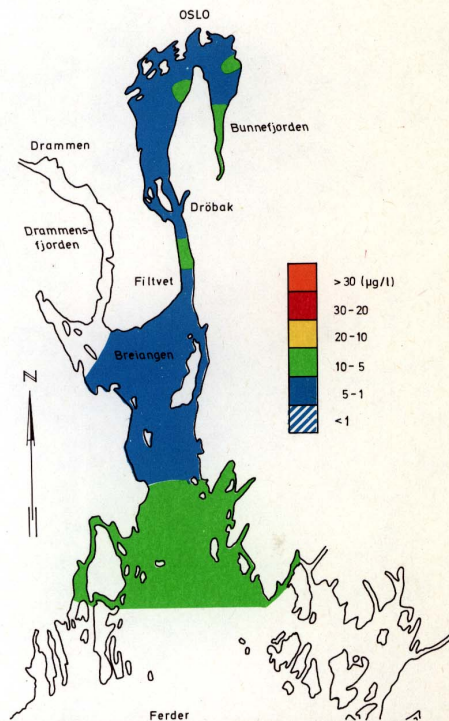 OSLO
Bunnefjorden
Drammen
Dröbak
Drammens-
fjorden
Filtvet
>30 (µg/l)
30-20
20-10
Breiangen
10-5
5-1
<1
N
Ferder